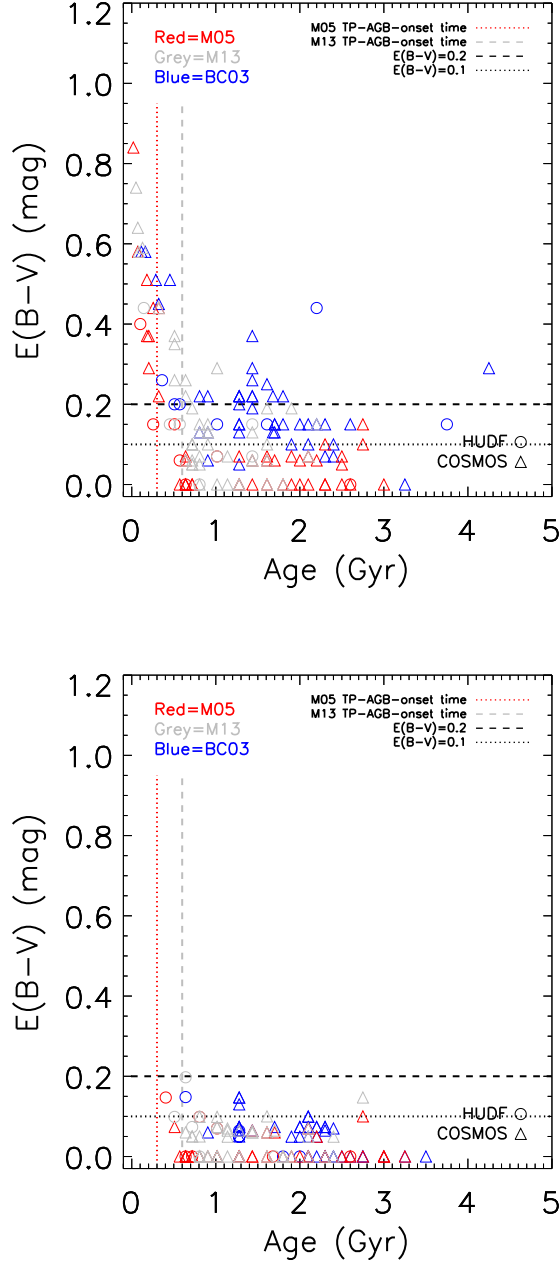 1.2
1.0
0.8
0.6
0.4
0.2
0.0
E(B-V) (mag)
Red=M05
Grey=M13
Blue=BC03
M05 TP-AGB-onset time
M13 TP-AGB-onset time
E(B-V)=0.2
E(B-V)=0.1
HUDF
COSMOS
0 1 2 3 4 5
Age (Gyr)
1.2
1.0
0.8
0.6
0.4
0.2
0.0
E(B-V) (mag)
Red=M05
Grey=M13
Blue=BC03
M05 TP-AGB-onset time
M13 TP-AGB-onset time
E(B-V)=0.2
E(B-V)=0.1
HUDF
COSMOS
0 1 2 3 4 5
Age (Gyr)